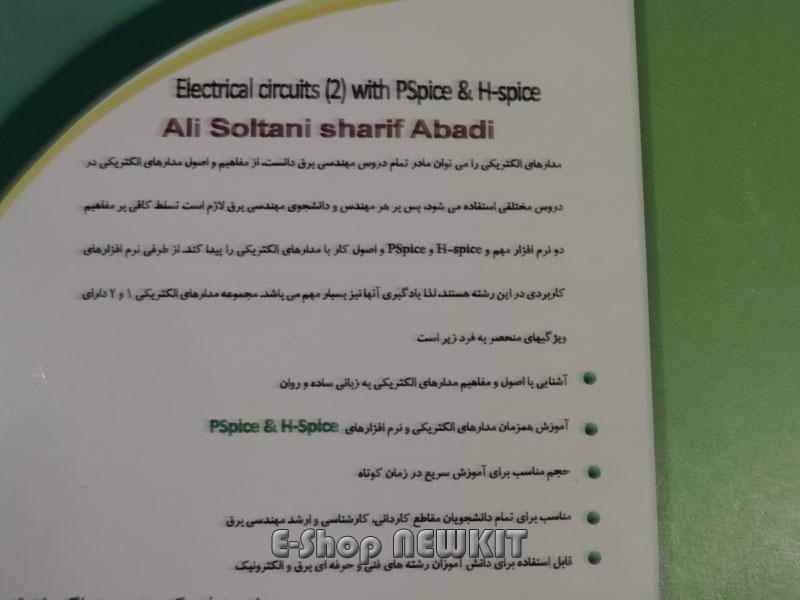 Electrical circuits (2) with PSpice & H-spice
Ali Soltani sharif Abadi
مدارهای الکتریکی را می توان مادر تمام دروس مهندسی برق دانست. از مفاهیم و اصول مدارهای الکتریکی در
دروس مختلفی استفاده می شود، پس بر هر مهندس و دانشجوی مهندسی برق لازم است تسلط کافی بر مفاهیم
و اصول کار با مدارهای الکتریکی را پیدا کند. از طرفی نرم افزارهای PSpice و H-spice دو نرم افزار مهم و
کاربردی در این رشته هستند، لذا یادگیری آنها نیز بسیار مهم می باشد. مجموعه مدارهای الکتریکی ۱ و ۲ دارای
ویژگیهای منحصر به فرد زیر است
آشنایی با اصول و مفاهیم مدارهای الکتریکی به زبانی ساده و روان
آموزش همزمان مدارهای الکتریکی و نرم افزارهای PSpice & H-Spice
حجم مناسب برای آموزش سریع در زمان کوتاه
مناسب برای تمام دانشجویان مقاطع کاردانی، کارشناسی و ارشد مهندسی برق
E-Shop NEWKIT
قابل استفاده برای دانش آموزان رشته های فنی و حرفه ای برق و الکترونیک